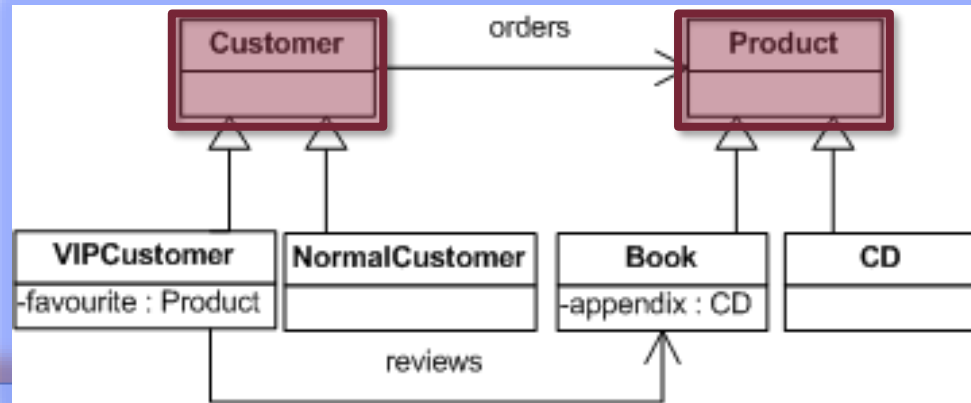 orders
Customer
Product
VIPCustomer
-favourite : Product
NormalCustomer
Book
-appendix : CD
CD
reviews